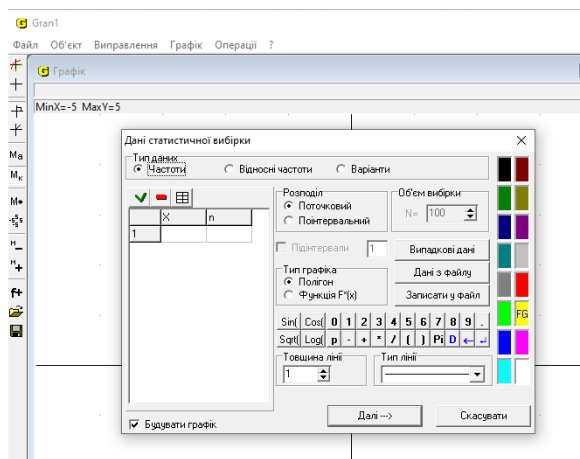 Gran1
Файл Об'єкт Виправлення Графік Операції ?
Графік
MinX=-5 MaxY=5
Дані статистичної вибірки
Тип даних
Частоти Відносні частоти Варіанти
X n
1
Розподіл
Поточковий
Поінтервальний
Об'єм вибірки
N= 100
Підінтервали 1
Випадкові дані
Дані з файлу
Записати у файл
Тип графіка
Полігон
Функція F*(x)
Sin( Cos( 0 1 2 3 4 5 6 7 8 9 .
Sqrt( Log( p - + * / ( ) Pi D ← ↵
Товщина лінії
1
Тип лінії
FG
Будувати графік
Далі --->
Скасувати